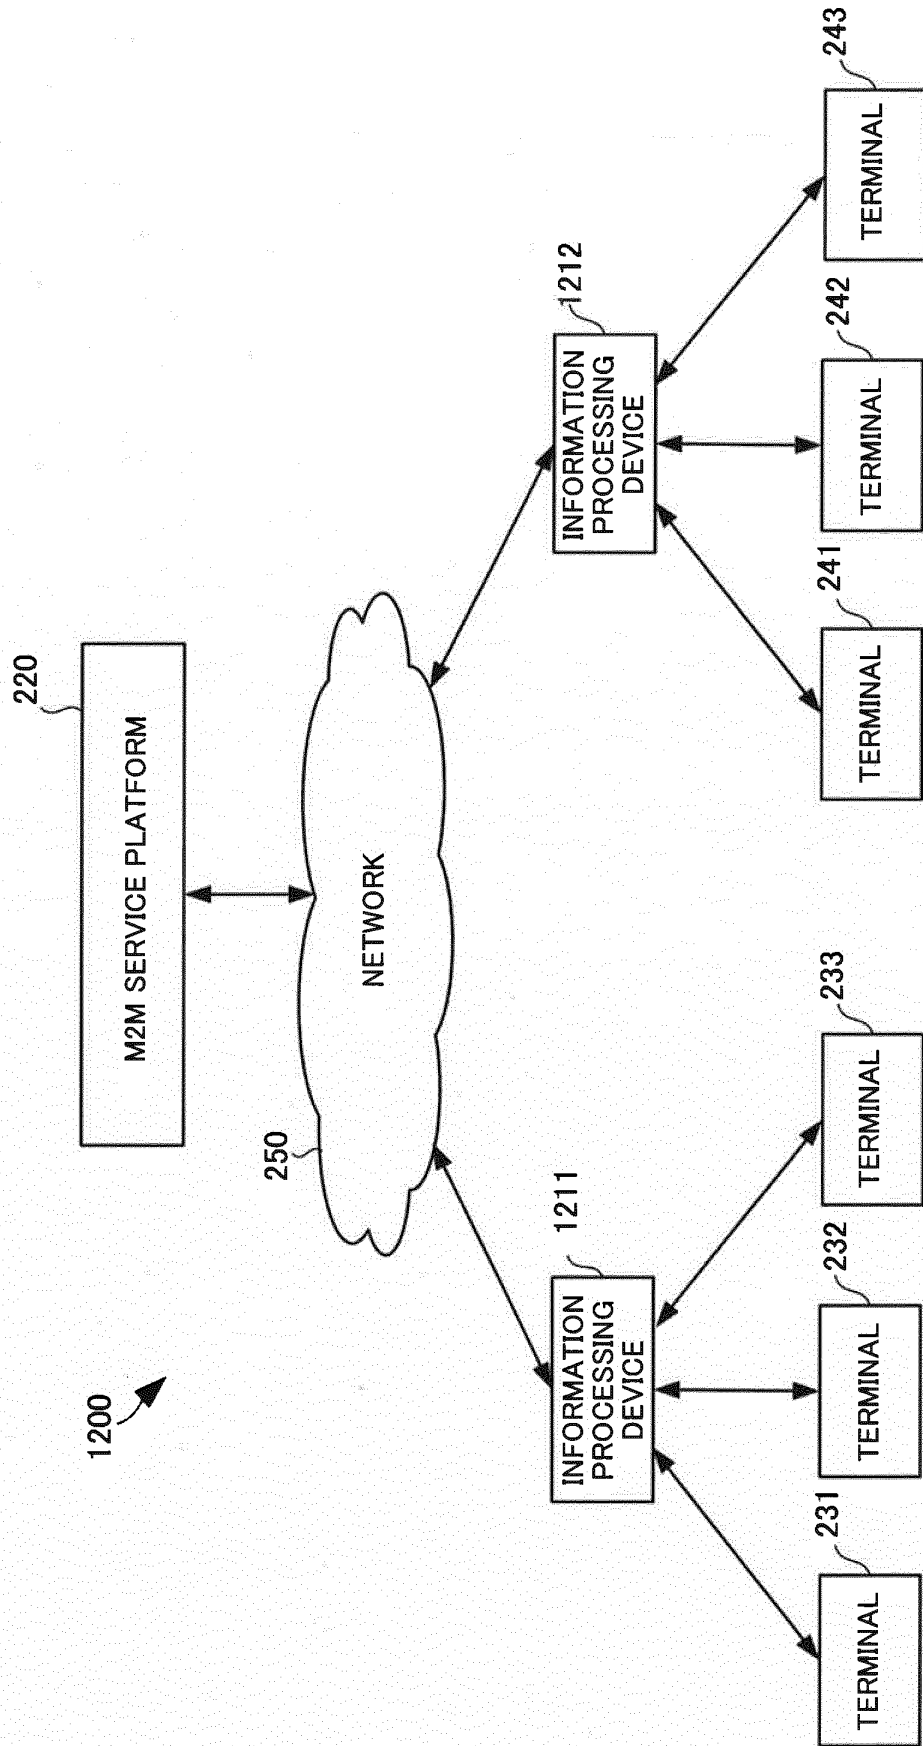 1200
220
M2M SERVICE PLATFORM
250
NETWORK
1211
INFORMATION
PROCESSING
DEVICE
1212
INFORMATION
PROCESSING
DEVICE
231
TERMINAL
232
TERMINAL
233
TERMINAL
241
TERMINAL
242
TERMINAL
243
TERMINAL